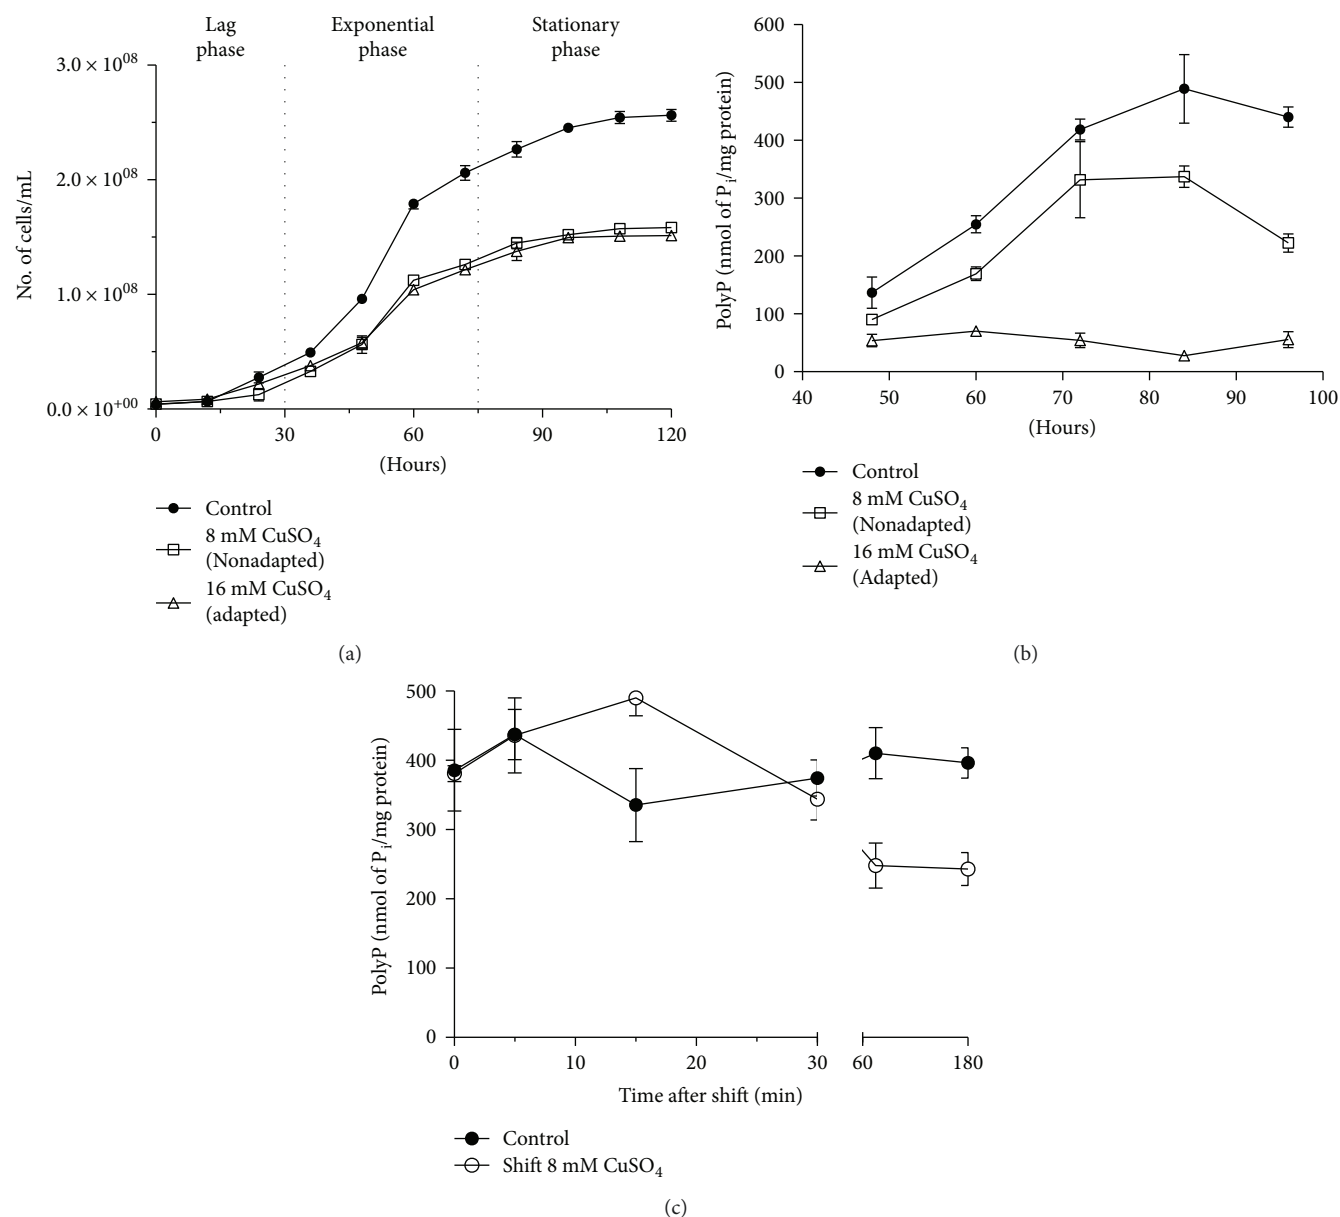 Lag
phase
Exponential
phase
Stationary
phase
3.0 × 10⁰⁸
2.0 × 10⁰⁸
1.0 × 10⁰⁸
0.0 × 10⁺⁰⁰
No. of cells/mL
0 30 60 90 120
(Hours)
Control
8 mM CuSO₄
(Nonadapted)
16 mM CuSO₄
(adapted)
(a)
600
500
400
300
200
100
0
PolyP (nmol of Pᵢ/mg protein)
40 50 60 70 80 90 100
(Hours)
Control
8 mM CuSO₄
(Nonadapted)
16 mM CuSO₄
(Adapted)
(b)
500
400
300
200
100
0
PolyP (nmol of Pᵢ/mg protein)
0 10 20 30 60 180
Time after shift (min)
Control
Shift 8 mM CuSO₄
(c)